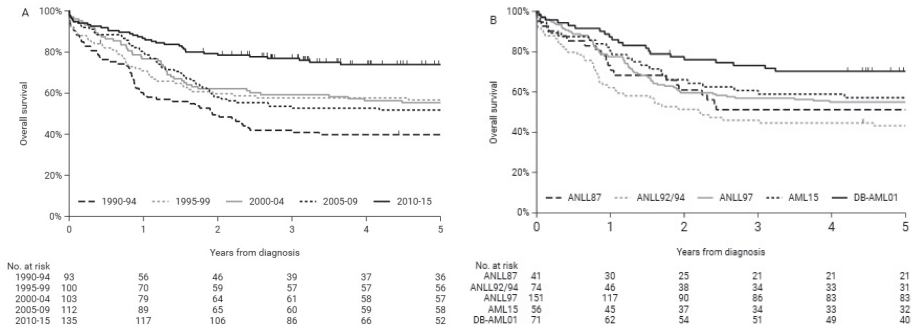 A
100%
80%
60%
40%
20%
0%
Overall survival
1990-94 1995-99 2000-04 2005-09 2010-15
0 1 2 3 4 5
Years from diagnosis
No. at risk
1990-94 93 56 46 39 37 36
1995-99 100 70 59 57 57 56
2000-04 103 79 64 61 58 57
2005-09 112 89 65 60 59 58
2010-15 135 117 106 86 66 52
B
100%
80%
60%
40%
20%
0%
Overall survival
ANLL87 ANLL92/94 ANLL97 AML15 DB-AML01
0 1 2 3 4 5
Years from diagnosis
No. at risk
ANLL87 41 30 25 21 21 21
ANLL92/94 74 46 38 34 33 31
ANLL97 151 117 90 86 83 83
AML15 56 45 37 34 33 32
DB-AML01 71 62 54 51 49 40